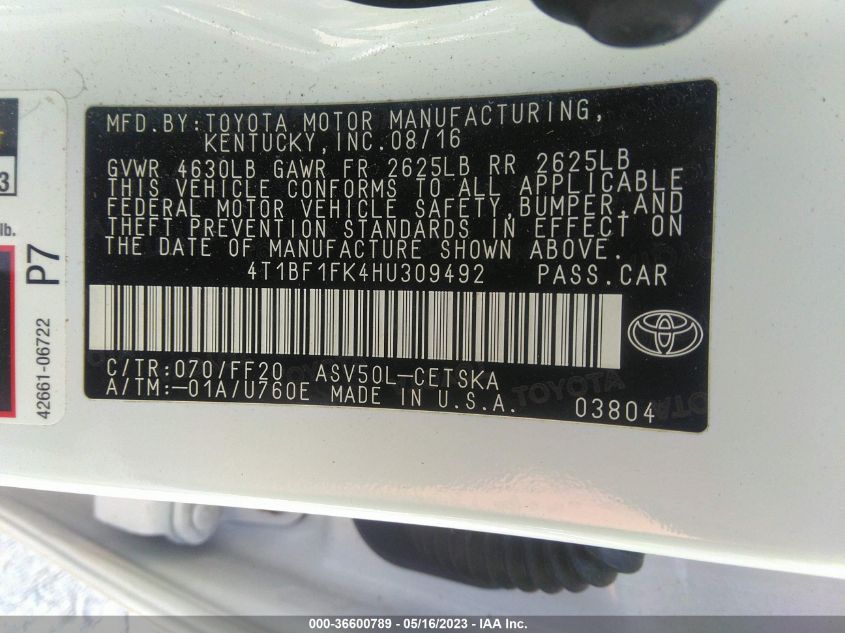 MFD.BY:TOYOTA MOTOR MANUFACTURING,
KENTUCKY, INC. 08/16
GVWR 4630LB GAWR FR 2625LB RR 2625LB
THIS VEHICLE CONFORMS TO ALL APPLICABLE
FEDERAL MOTOR VEHICLE SAFETY,BUMPER,AND
THEFT PREVENTION STANDARDS IN EFFECT ON
THE DATE OF MANUFACTURE SHOWN ABOVE.
4T1BF1FK4HU309492 PASS.CAR
C/TR:070/FF20 ASV50L-CETSKA
A/TM:-01A/U760E MADE IN U.S.A. 03804
TOYOTA
3
lb.
P7
42661-06722
000-36600789 - 05/16/2023 - IAA Inc.